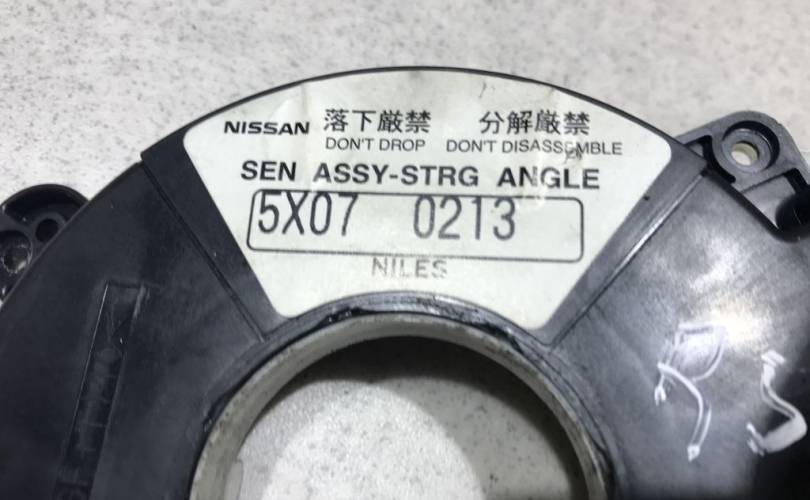 NISSAN 落下厳禁 分解厳禁
DON'T DROP DON'T DISASSEMBLE
SEN ASSY-STRG ANGLE
5X07 0213
NILES